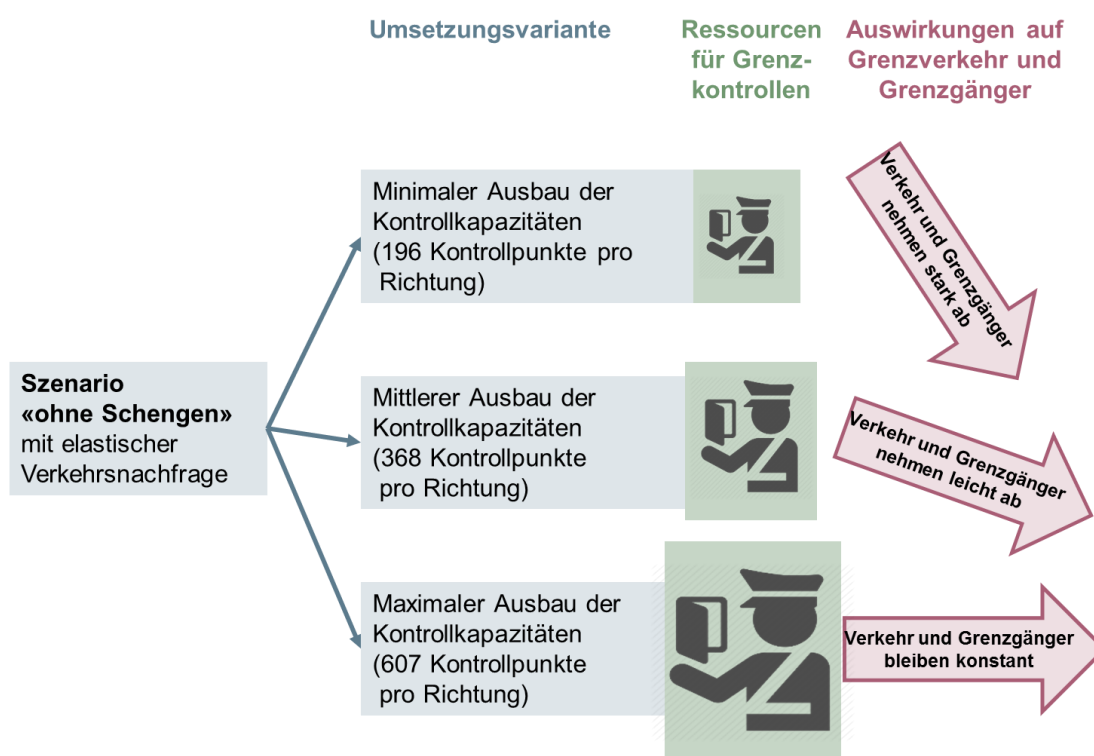 Umsetzungsvariante
Ressourcen
für Grenz-
kontrollen
Auswirkungen auf
Grenzverkehr und
Grenzgänger
Szenario
«ohne Schengen»
mit elastischer
Verkehrsnachfrage
Minimaler Ausbau der
Kontrollkapazitäten
(196 Kontrollpunkte pro
Richtung)
Verkehr und Grenzgänger
nehmen stark ab
Mittlerer Ausbau der
Kontrollkapazitäten
(368 Kontrollpunkte
pro Richtung)
Verkehr und Grenzgänger
nehmen leicht ab
Maximaler Ausbau der
Kontrollkapazitäten
(607 Kontrollpunkte
pro Richtung)
Verkehr und Grenzgänger
bleiben konstant